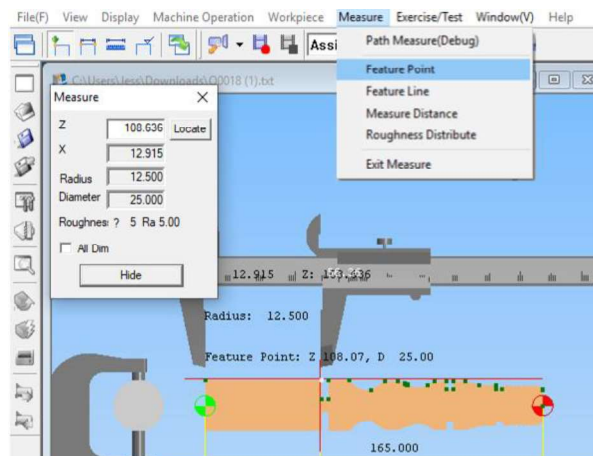 File(F) View Display Machine Operation Workpiece Measure Exercise/Test Window(V) Help
Assi
Path Measure(Debug)
Feature Point
Feature Line
Measure Distance
Roughness Distribute
Exit Measure
C:\Users\Jess\Downloads\O0018 (1).txt
Measure
Z 108.636 Locate
X 12.915
Radius 12.500
Diameter 25.000
Roughness ? 5 Ra 5.00
All Dim
Hide
12.915 Z:
Radius: 12.500
Feature Point: Z 108.07, D 25.00
165.000